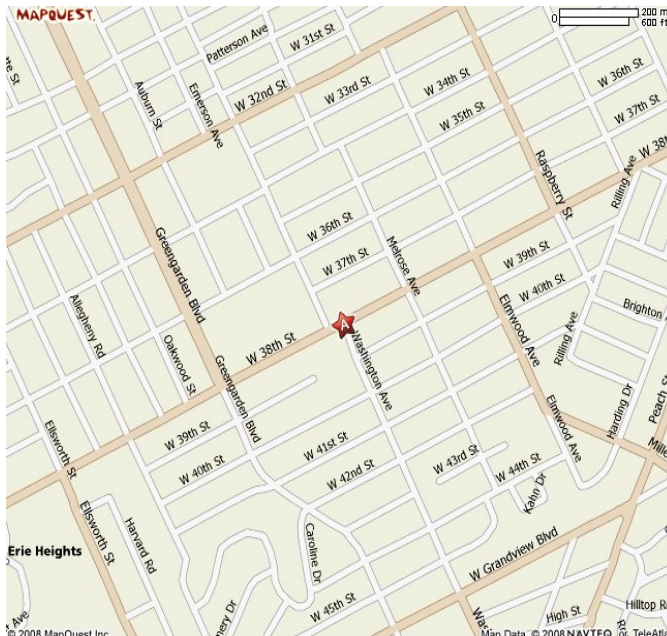 MAPQUEST.
0
200 m
600 ft
W 31st St
Patterson Ave
W 32nd St
W 33rd St
W 34th St
W 35th St
W 36th St
W 37th St
W 38th
Auburn St
Emerson Ave
Raspberry St
Rilling Ave
W 36th St
W 37th St
Melrose Ave
W 39th St
W 40th St
Greengarden Blvd
Allegheny Rd
Oakwood St
W 38th St
A
Washington Ave
Elmwood Ave
Rilling Ave
Brighton
Greengarden Blvd
Elmwood Ave
Harding Dr
Peach St
Ellsworth St
W 39th St
W 40th St
W 41st St
W 42nd St
W 43rd St
W 44th St
Kahn Dr
Ellsworth St
Harvard Rd
Caroline Dr
Erie Heights
W Grandview Blvd
W 45th St
High St
Hilltop
© 2008 MapQuest Inc
Map Data © 2008 NAVTEQ